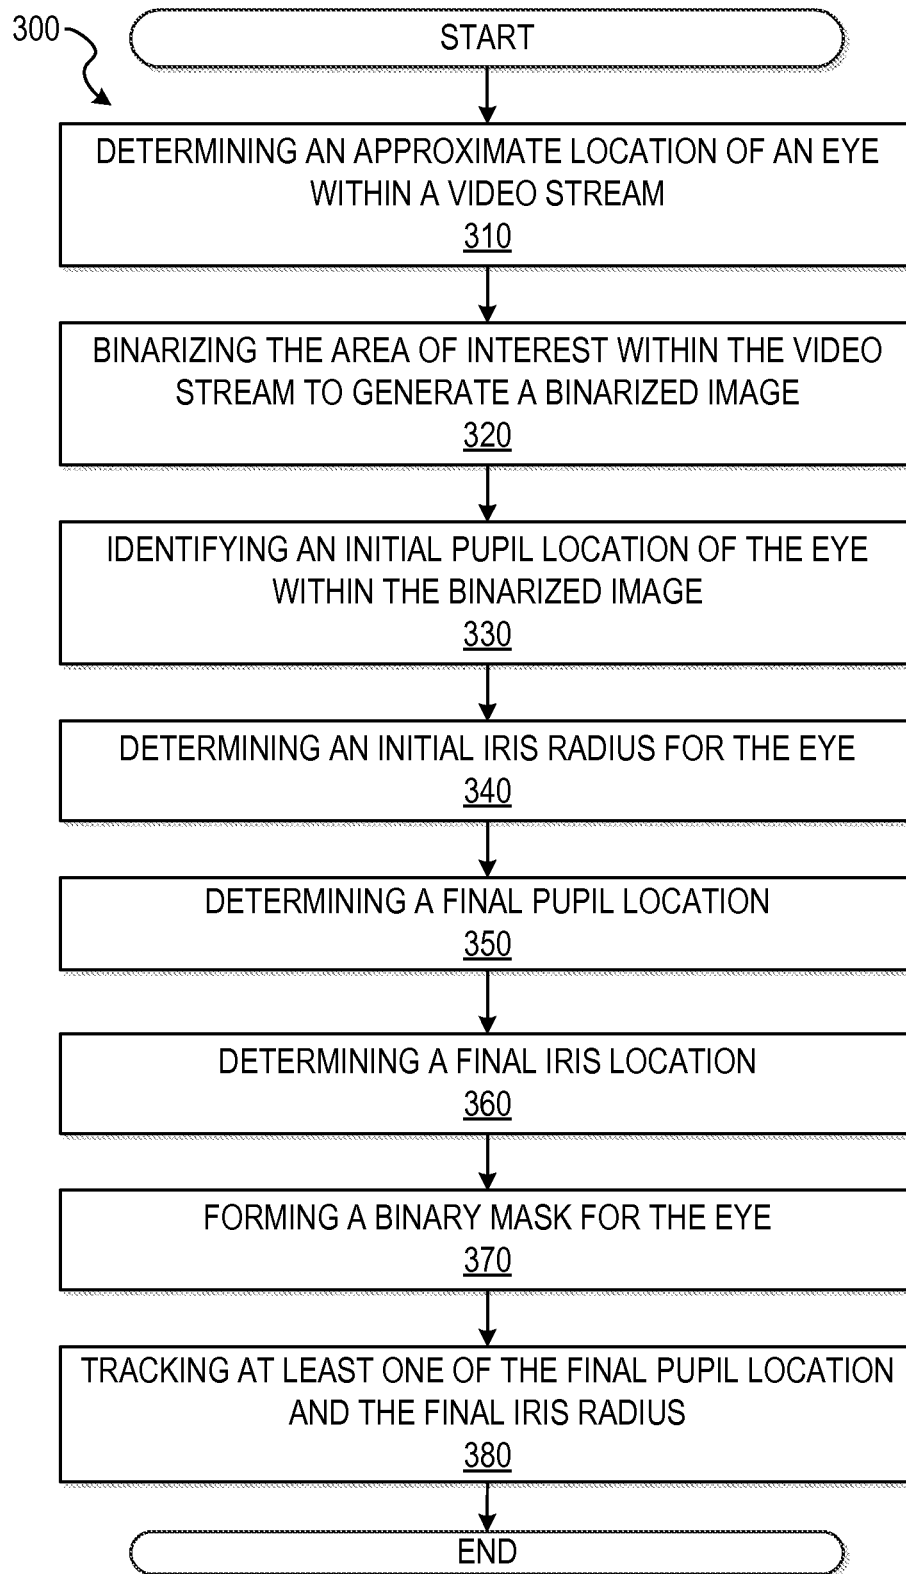 300
START
DETERMINING AN APPROXIMATE LOCATION OF AN EYE
WITHIN A VIDEO STREAM
310
BINARIZING THE AREA OF INTEREST WITHIN THE VIDEO
STREAM TO GENERATE A BINARIZED IMAGE
320
IDENTIFYING AN INITIAL PUPIL LOCATION OF THE EYE
WITHIN THE BINARIZED IMAGE
330
DETERMINING AN INITIAL IRIS RADIUS FOR THE EYE
340
DETERMINING A FINAL PUPIL LOCATION
350
DETERMINING A FINAL IRIS LOCATION
360
FORMING A BINARY MASK FOR THE EYE
370
TRACKING AT LEAST ONE OF THE FINAL PUPIL LOCATION
AND THE FINAL IRIS RADIUS
380
END